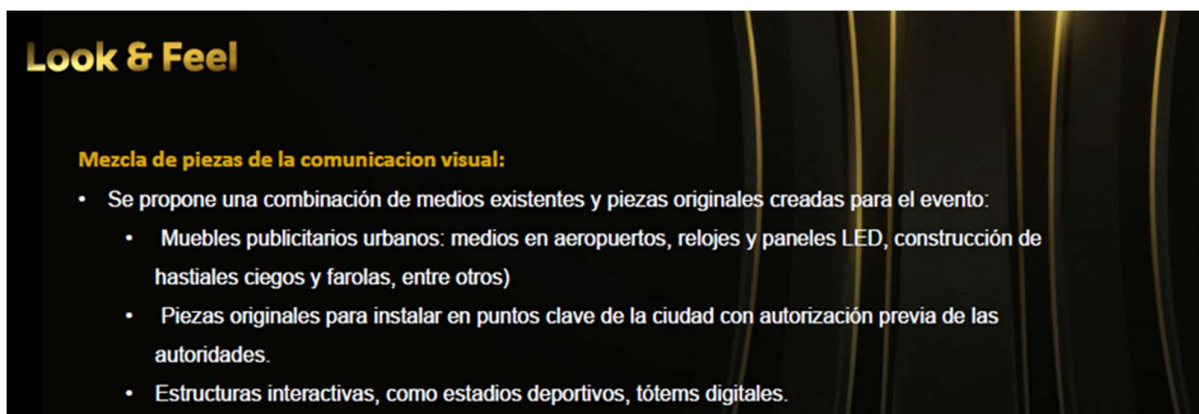 Look & Feel
Mezcla de piezas de la comunicacion visual:
• Se propone una combinación de medios existentes y piezas originales creadas para el evento:
• Muebles publicitarios urbanos: medios en aeropuertos, relojes y paneles LED, construcción de
hastiales ciegos y farolas, entre otros)
• Piezas originales para instalar en puntos clave de la ciudad con autorización previa de las
autoridades.
• Estructuras interactivas, como estadios deportivos, tótems digitales.